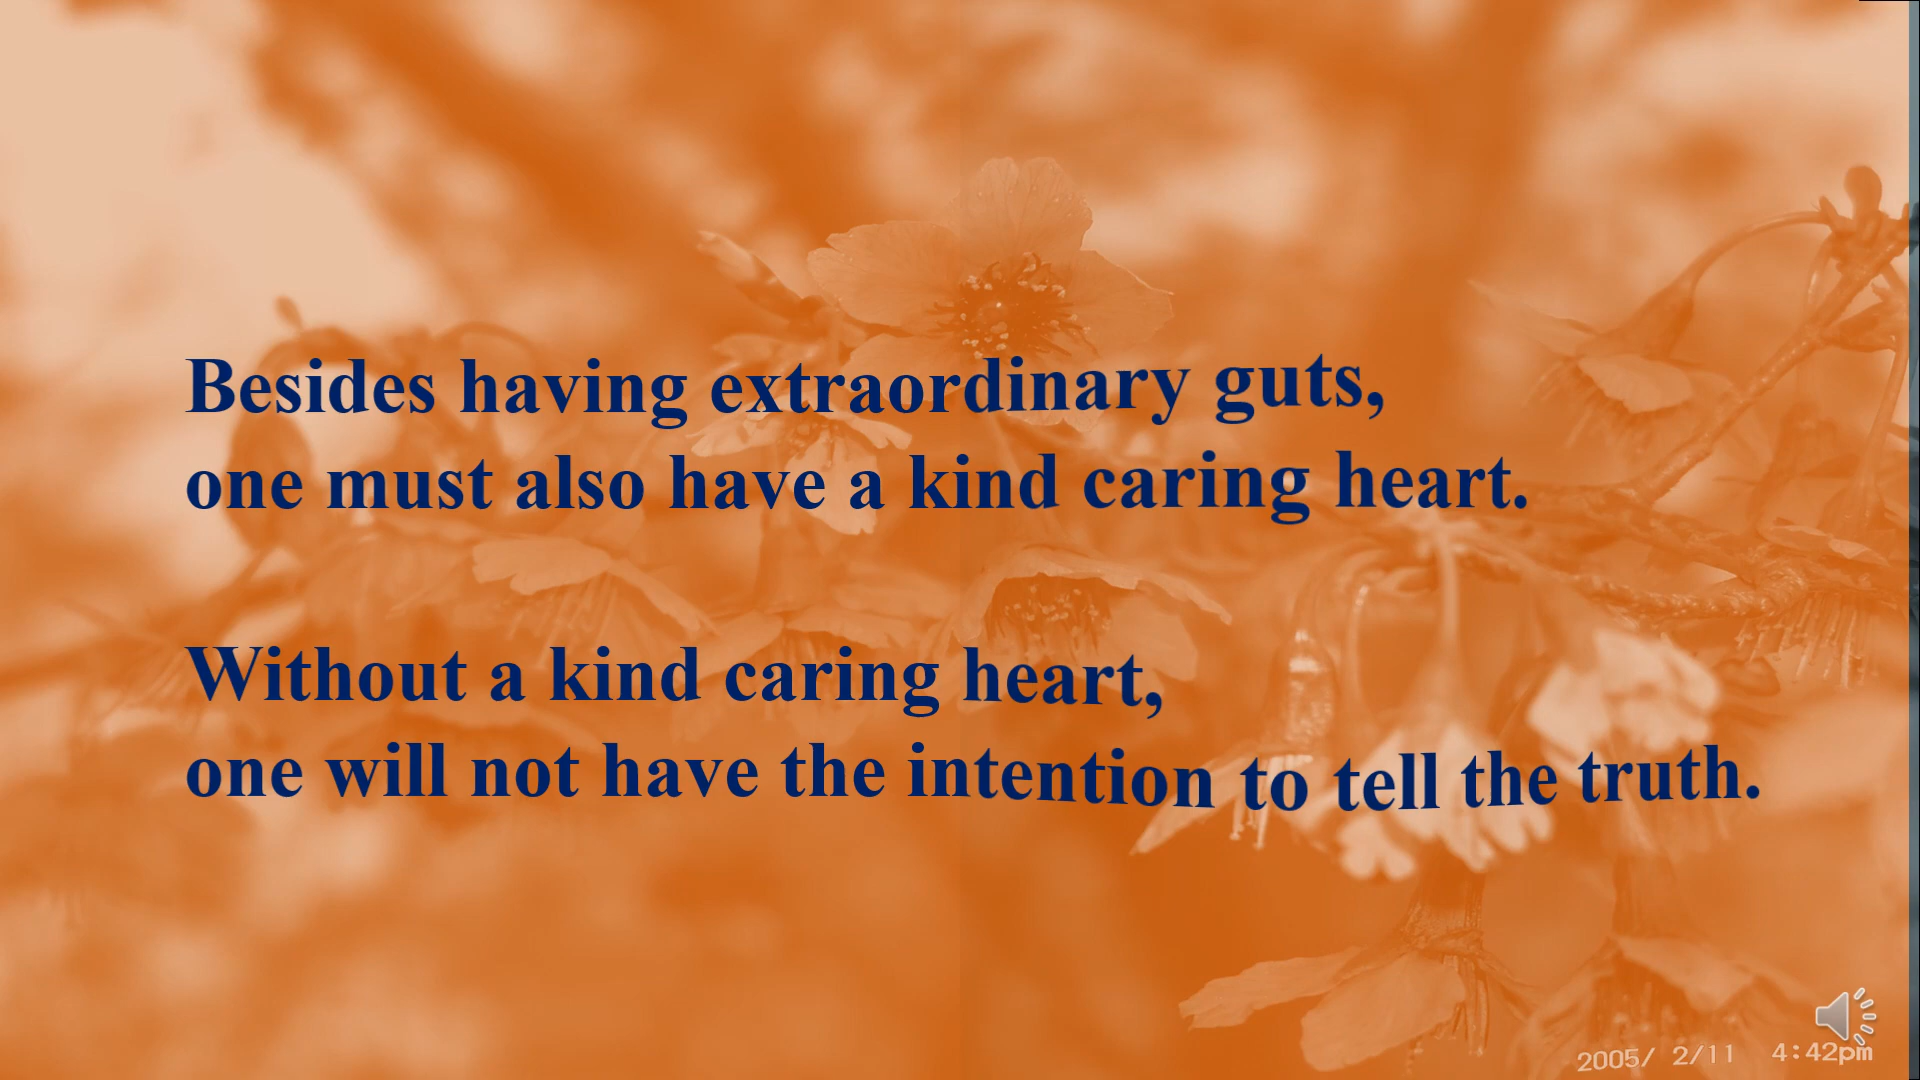 Besides having extraordinary guts,
one must also have a kind caring heart.
Without a kind caring heart,
one will not have the intention to tell the truth.
2005/ 2/11 4:42pm